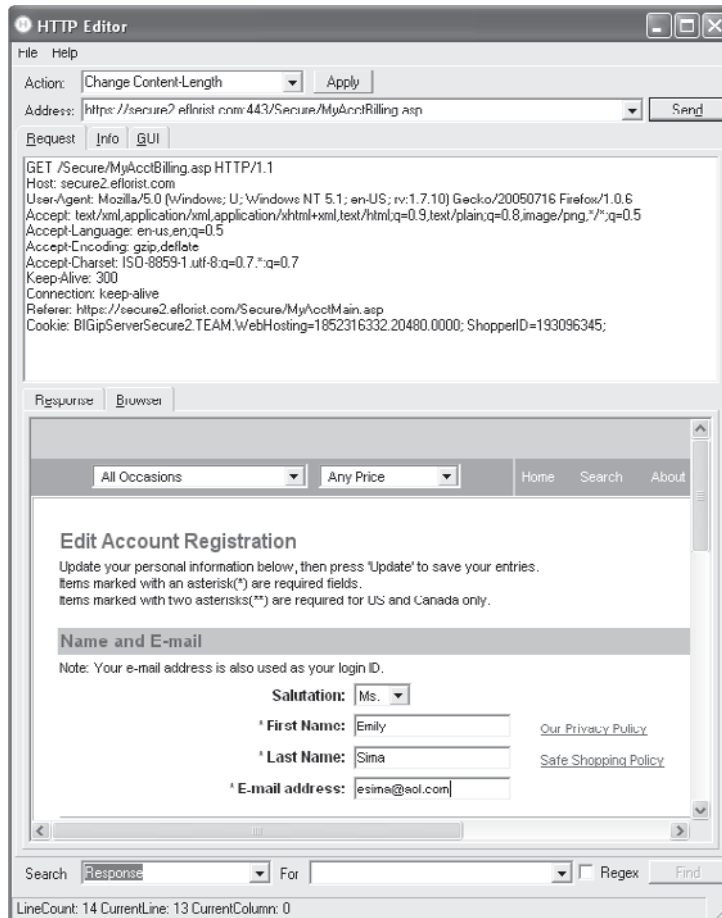 HTTP Editor
File Help
Action: Change Content-Length Apply
Address: https://secure2.eflorist.com:443/Secure/MyAcctBilling.asp Send
Request Info GUI
GET /Secure/MyAcctBilling.asp HTTP/1.1
Host: secure2.eflorist.com
User-Agent: Mozilla/5.0 (Windows; U; Windows NT 5.1; en-US; rv:1.7.10) Gecko/20050716 Firefox/1.0.6
Accept: text/xml,application/xml,application/xhtml+xml,text/html;q=0.9,text/plain;q=0.8,image/png,*/*;q=0.5
Accept-Language: en-us,en;q=0.5
Accept-Encoding: gzip,deflate
Accept-Charset: ISO-8859-1,utf-8;q=0.7,*;q=0.7
Keep-Alive: 300
Connection: keep-alive
Referer: https://secure2.eflorist.com/Secure/MyAcctMain.asp
Cookie: BIGipServerSecure2.TEAM.WebHosting=1852316332.20480.0000; ShopperID=193096345;
Response Browser
All Occasions Any Price Home Search About
Edit Account Registration
Update your personal information below, then press 'Update' to save your entries.
Items marked with an asterisk(*) are required fields.
Items marked with two asterisks(**) are required for US and Canada only.
Name and E-mail
Note: Your e-mail address is also used as your login ID.
Salutation: Ms.
* First Name: Emily Our Privacy Policy
* Last Name: Sima Safe Shopping Policy
* E-mail address: esima@aol.com
Search Response For Regex Find
LineCount: 14 CurrentLine: 13 CurrentColumn: 0